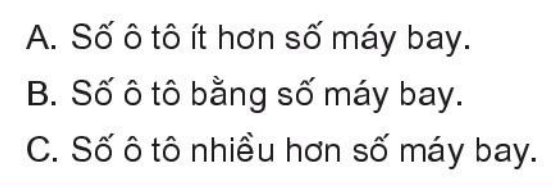 A. Số ô tô ít hơn số máy bay.
B. Số ô tô bằng số máy bay.
C. Số ô tô nhiều hơn số máy bay.